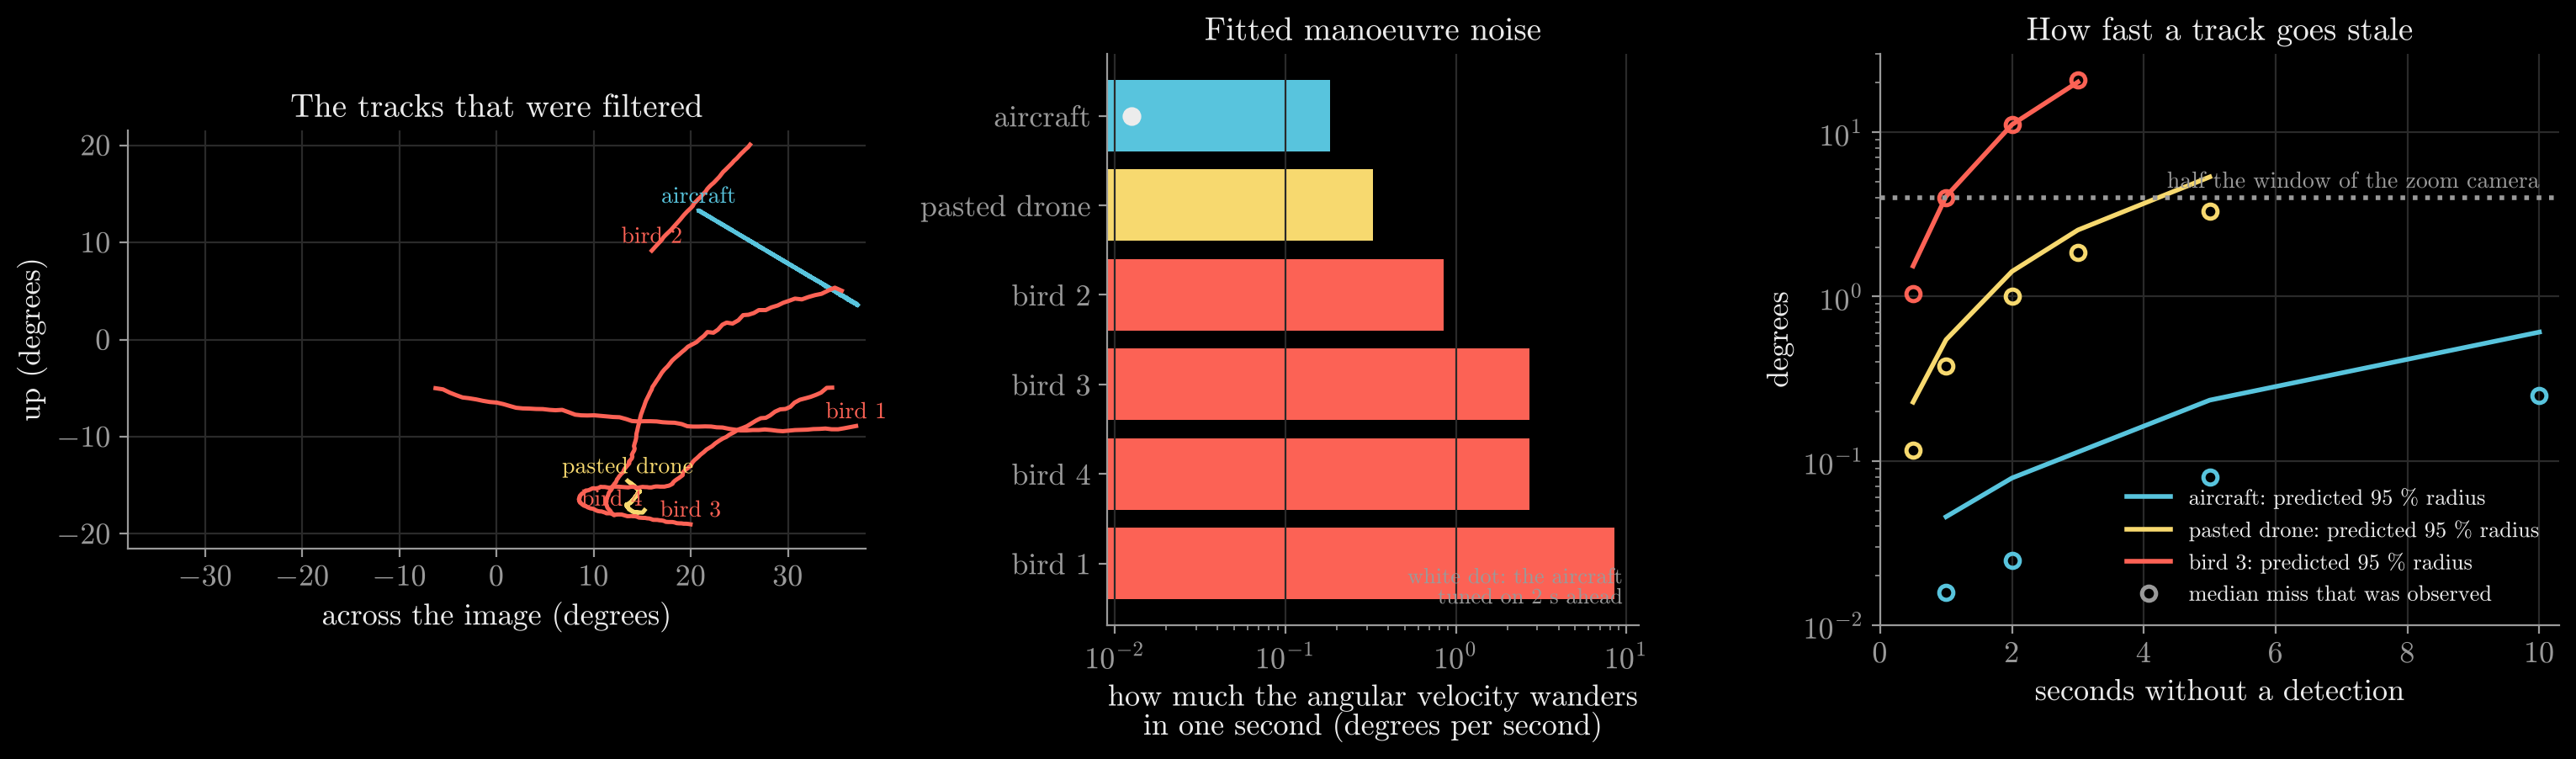 The tracks that were filtered
20
10
0
−10
−20
up (degrees)
aircraft
bird 2
bird 1
pasted drone
bird 4
bird 3
−30
−20
−10
0
10
20
30
across the image (degrees)
Fitted manoeuvre noise
aircraft
pasted drone
bird 2
bird 3
bird 4
bird 1
white dot: the aircraft
tuned on 2 s ahead
10⁻²
10⁻¹
10⁰
10¹
how much the angular velocity wanders
in one second (degrees per second)
How fast a track goes stale
10¹
10⁰
10⁻¹
10⁻²
degrees
half the window of the zoom camera
aircraft: predicted 95 % radius
pasted drone: predicted 95 % radius
bird 3: predicted 95 % radius
median miss that was observed
0
2
4
6
8
10
seconds without a detection